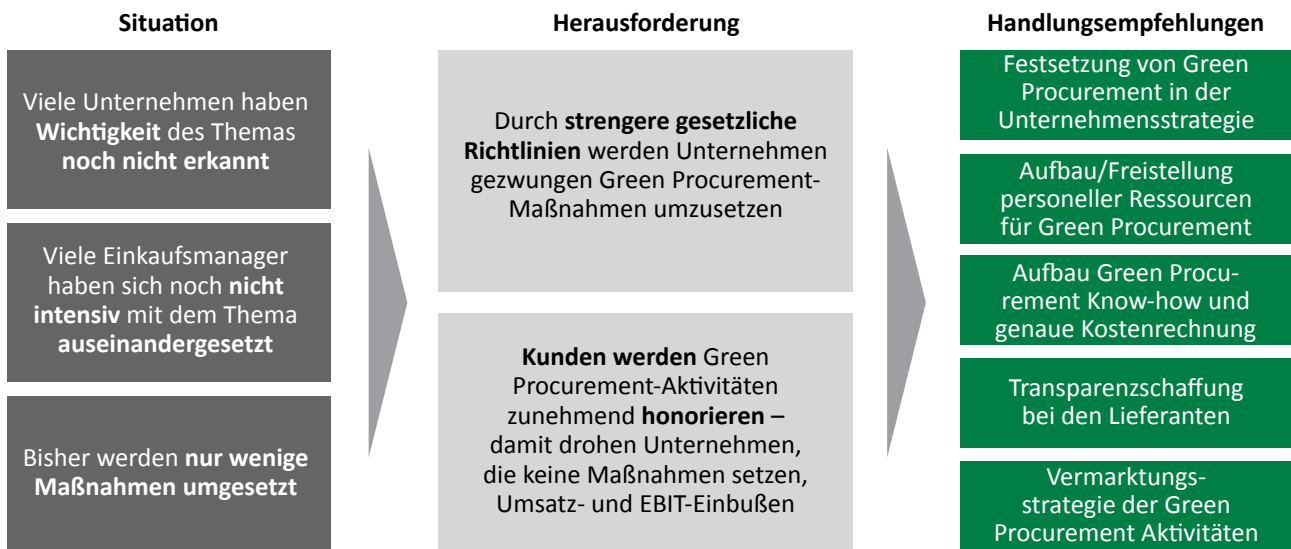 Situation
Viele Unternehmen haben
Wichtigkeit des Themas
noch nicht erkannt
Viele Einkaufsmanager
haben sich noch nicht
intensiv mit dem Thema
auseinandergesetzt
Bisher werden nur wenige
Maßnahmen umgesetzt
Herausforderung
Durch strengere gesetzliche
Richtlinien werden Unternehmen
gezwungen Green Procurement-
Maßnahmen umzusetzen
Kunden werden Green
Procurement-Aktivitäten
zunehmend honorieren –
damit drohen Unternehmen,
die keine Maßnahmen setzen,
Umsatz- und EBIT-Einbußen
Handlungsempfehlungen
Festsetzung von Green
Procurement in der
Unternehmensstrategie
Aufbau/Freistellung
personeller Ressourcen
für Green Procurement
Aufbau Green Procu-
rement Know-how und
genaue Kostenrechnung
Transparenzschaffung
bei den Lieferanten
Vermarktungs-
strategie der Green
Procurement Aktivitäten